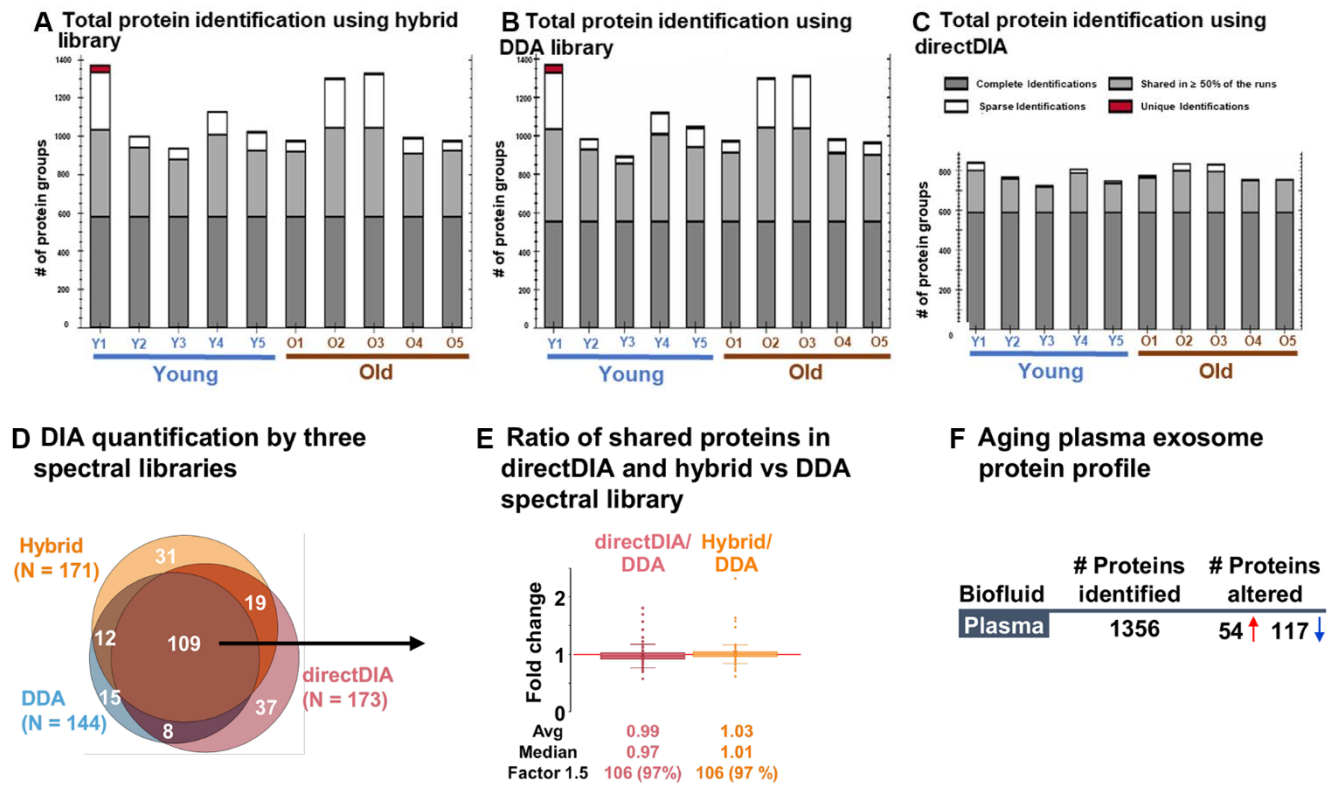 A Total protein identification using hybrid
library
# of protein groups
1400
1200
1000
800
600
400
200
0
Y1 Y2 Y3 Y4 Y5 O1 O2 O3 O4 O5
Young Old
B Total protein identification using
DDA library
# of protein groups
1400
1200
1000
800
600
400
200
0
Y1 Y2 Y3 Y4 Y5 O1 O2 O3 O4 O5
Young Old
C Total protein identification using
directDIA
Complete Identifications Shared in ≥ 50% of the runs
Sparse Identifications Unique Identifications
# of protein groups
800
600
400
200
0
Y1 Y2 Y3 Y4 Y5 O1 O2 O3 O4 O5
Young Old
D DIA quantification by three
spectral libraries
Hybrid
(N = 171)
31
19
12
109
DDA
(N = 144)
15
8
37
directDIA
(N = 173)
E Ratio of shared proteins in
directDIA and hybrid vs DDA
spectral library
directDIA/ Hybrid/
DDA DDA
Fold change
2
1
0
Avg 0.99 1.03
Median 0.97 1.01
Factor 1.5 106 (97%) 106 (97 %)
F Aging plasma exosome
protein profile
# Proteins # Proteins
Biofluid identified altered
Plasma 1356 54 ↑ 117 ↓